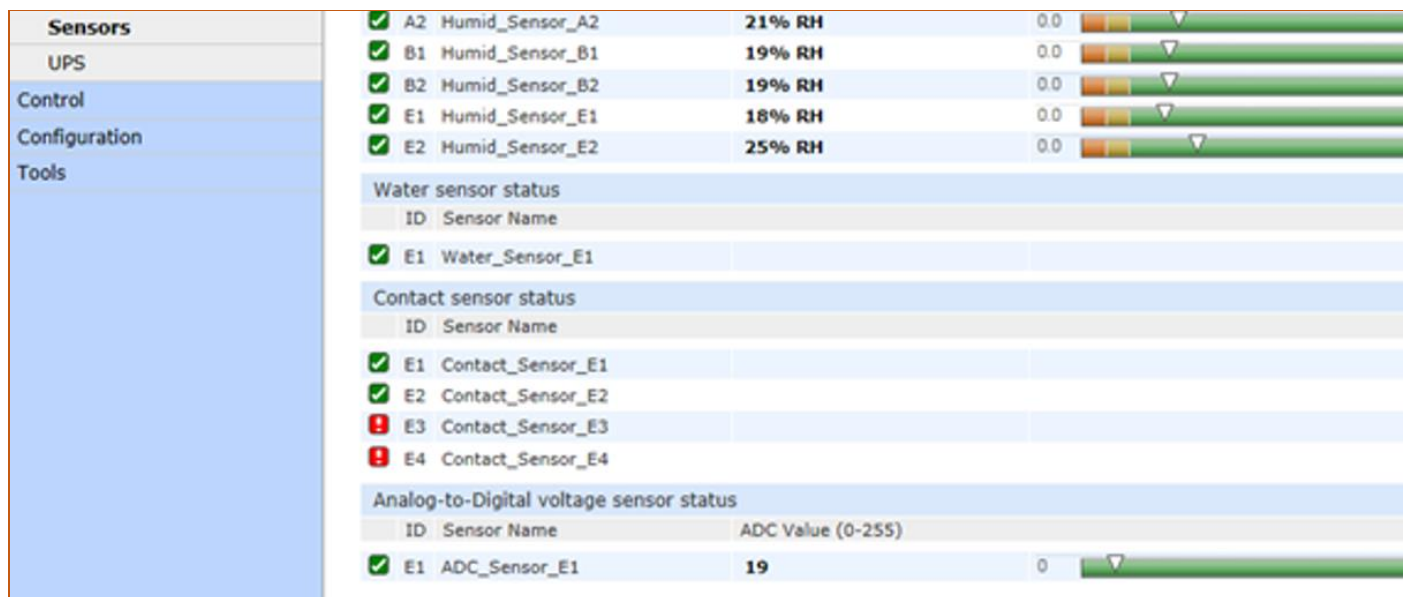 Sensors
UPS
Control
Configuration
Tools
A2 Humid_Sensor_A2 21% RH 0.0
B1 Humid_Sensor_B1 19% RH 0.0
B2 Humid_Sensor_B2 19% RH 0.0
E1 Humid_Sensor_E1 18% RH 0.0
E2 Humid_Sensor_E2 25% RH 0.0
Water sensor status
ID Sensor Name
E1 Water_Sensor_E1
Contact sensor status
ID Sensor Name
E1 Contact_Sensor_E1
E2 Contact_Sensor_E2
E3 Contact_Sensor_E3
E4 Contact_Sensor_E4
Analog-to-Digital voltage sensor status
ID Sensor Name ADC Value (0-255)
E1 ADC_Sensor_E1 19 0